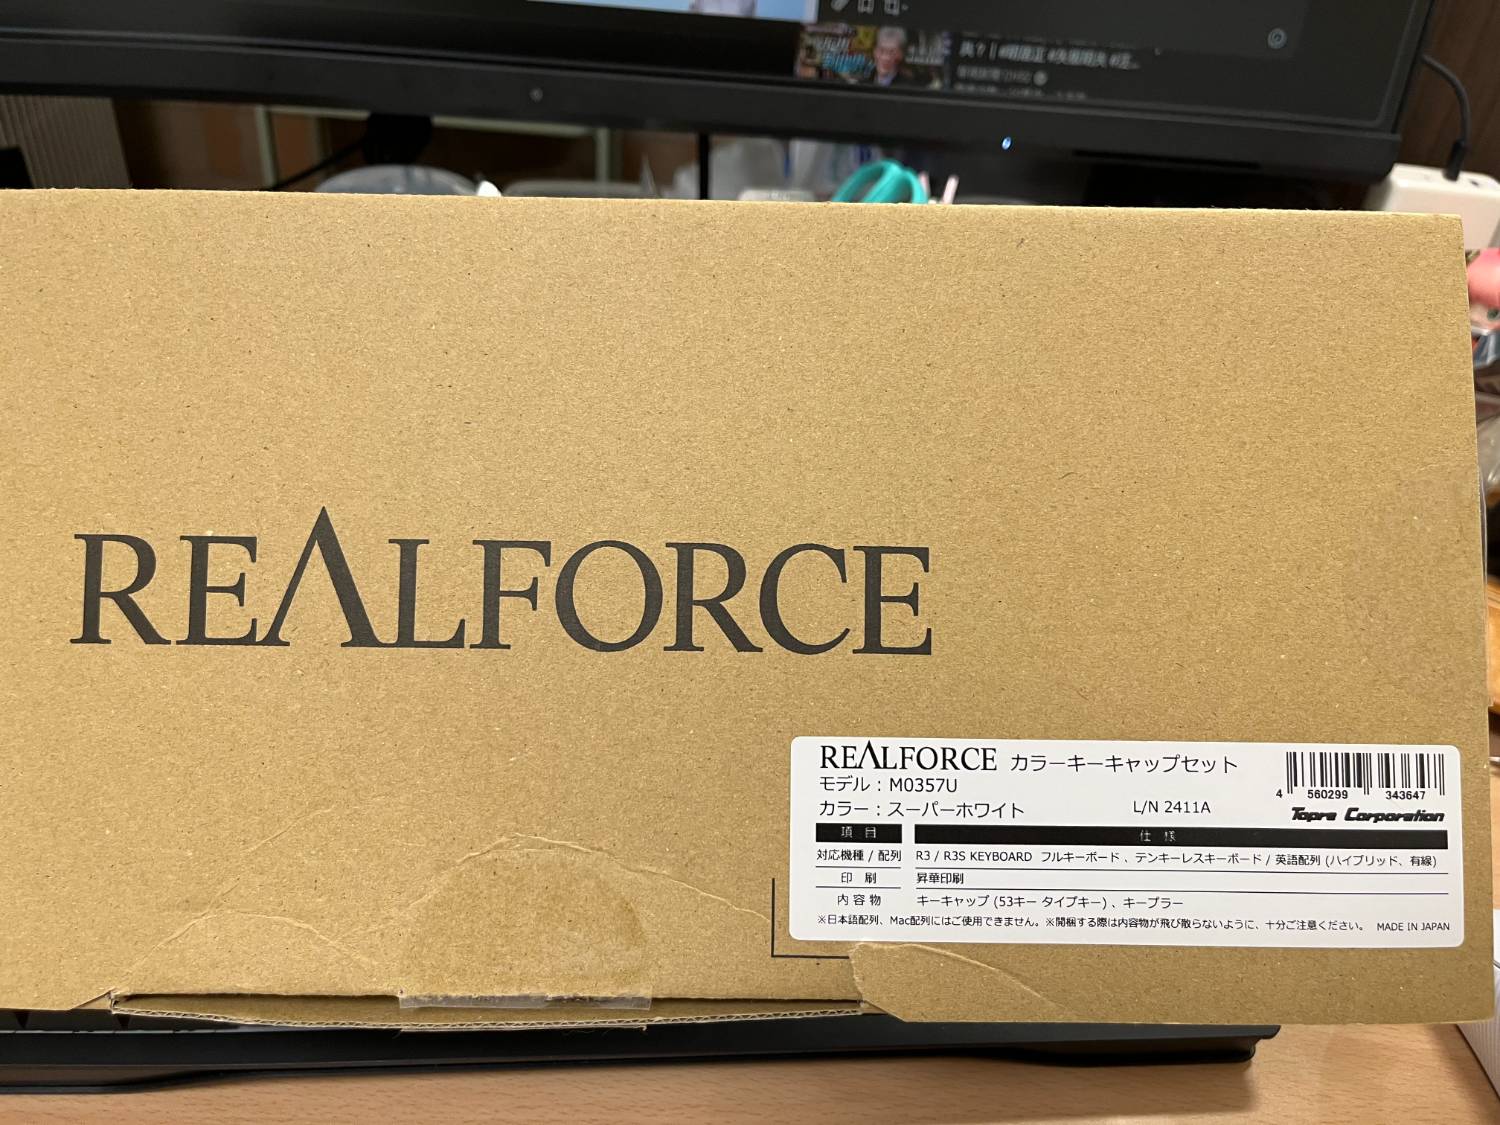 REALFORCE
REALFORCE カラーキーキャップセット
モデル：M0357U
カラー：スーパーホワイト
L/N 2411A
4 560299 343647
Topre Corporation
項目 仕様
対応機種 / 配列 R3 / R3S KEYBOARD フルキーボード 、テンキーレスキーボード / 英語配列 (ハイブリッド、有線)
印 刷 昇華印刷
内 容 物 キーキャップ (53キー タイプキー) 、キープラー
※日本語配列、Mac配列にはご使用できません。※開梱する際は内容物が飛び散らないように、十分ご注意ください。 MADE IN JAPAN